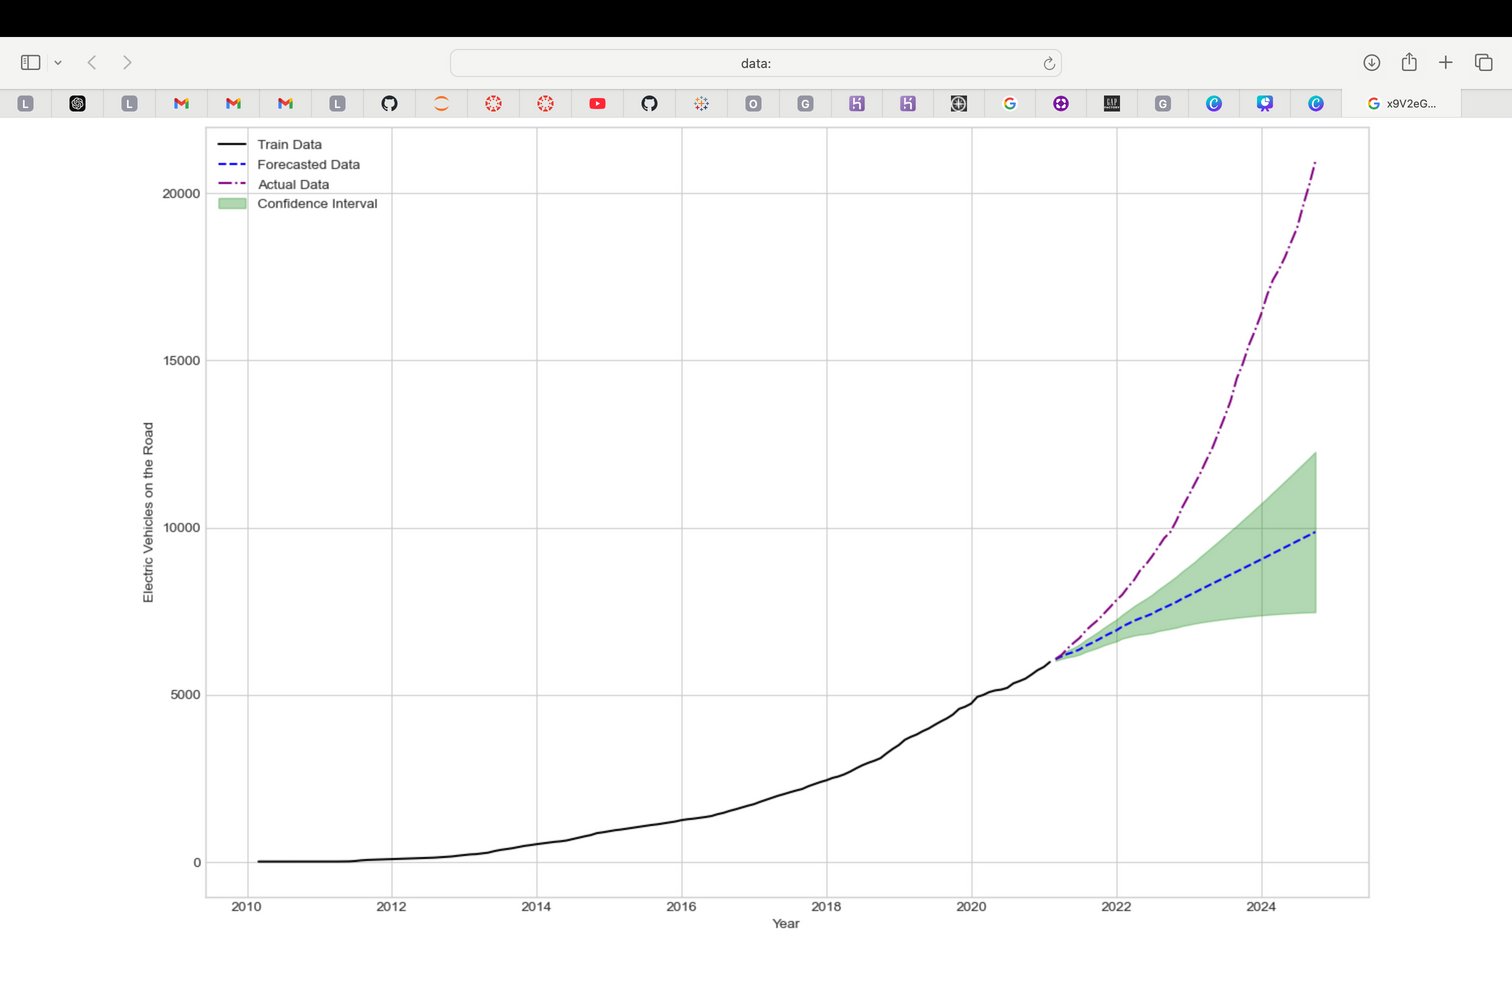 data:
L
L
L
O
G
H
H
G
GAP
G
C
C
G x9V2eG...
Train Data
Forecasted Data
Actual Data
Confidence Interval
20000
15000
10000
5000
0
Electric Vehicles on the Road
2010 2012 2014 2016 2018 2020 2022 2024
Year